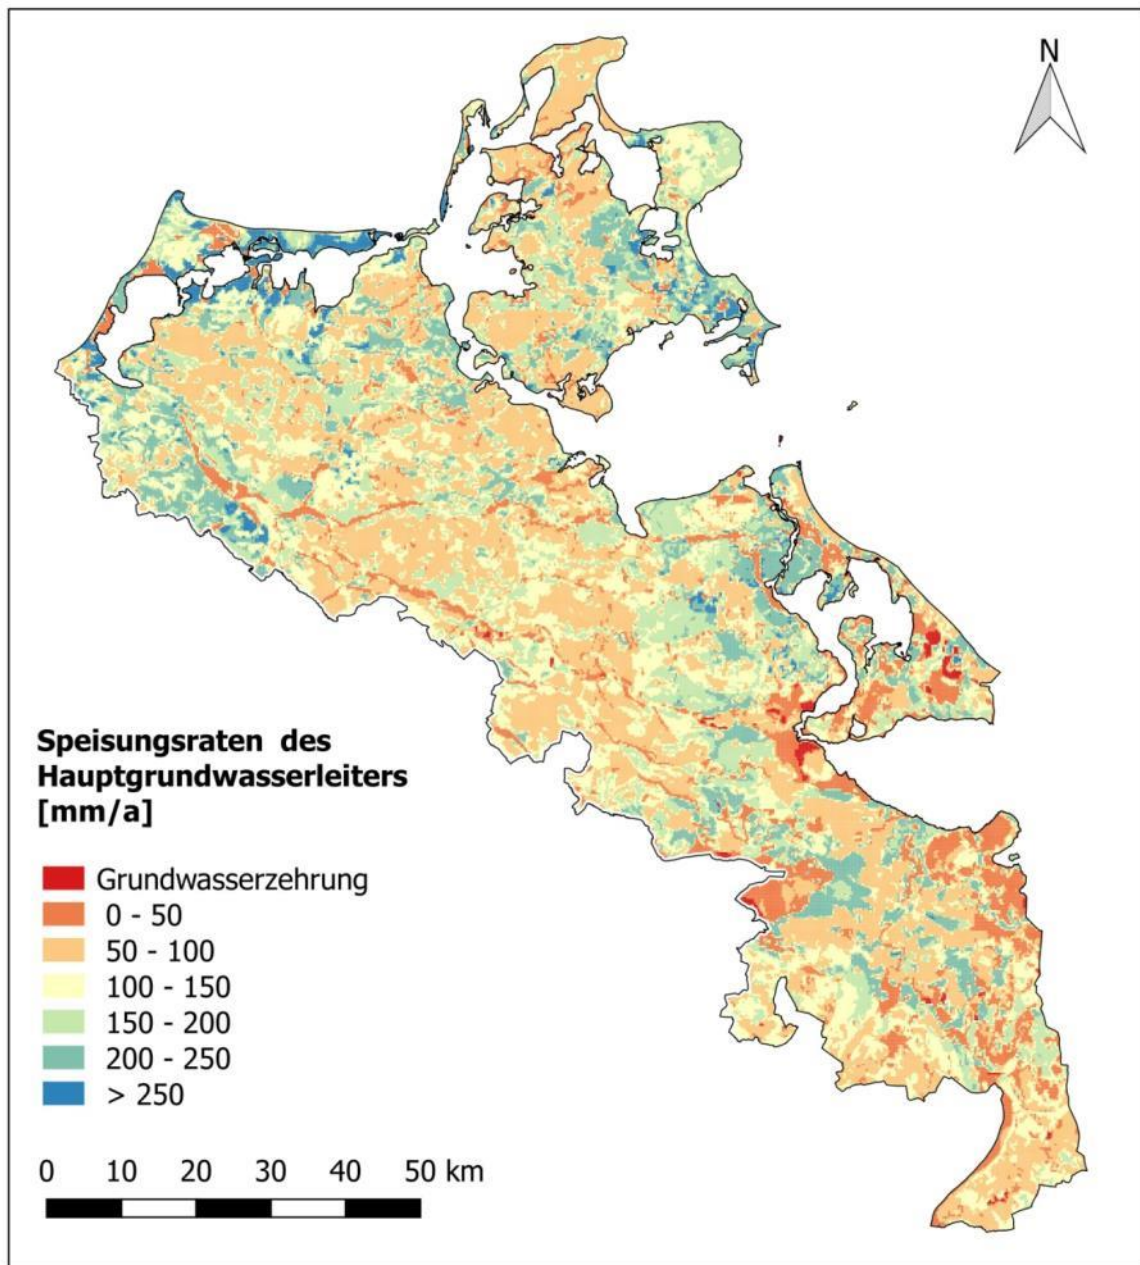 N
Speisungsraten des
Hauptgrundwasserleiters
[mm/a]
Grundwasserzehrung
0 - 50
50 - 100
100 - 150
150 - 200
200 - 250
> 250
0 10 20 30 40 50 km